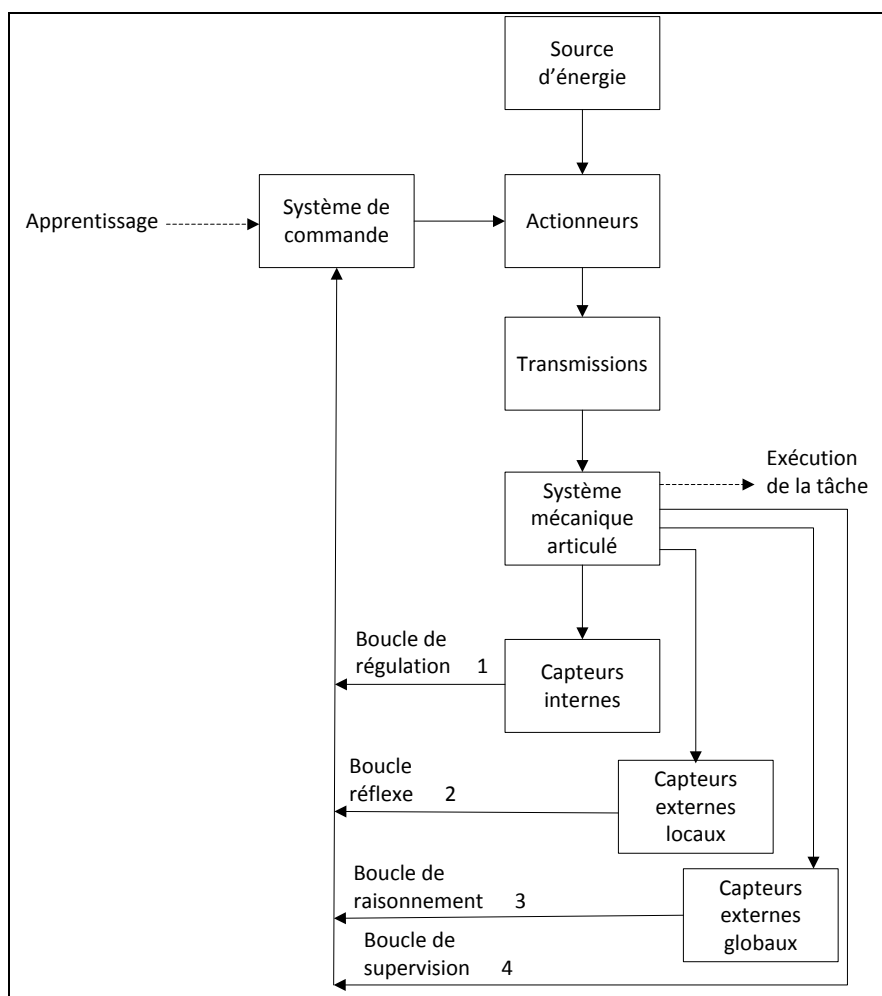 Source
d’énergie
Apprentissage
Système de
commande
Actionneurs
Transmissions
Système
mécanique
articulé
Exécution
de la tâche
Boucle de
régulation 1
Capteurs
internes
Boucle
réflexe 2
Capteurs
externes
locaux
Boucle de
raisonnement 3
Capteurs
externes
globaux
Boucle de
supervision 4